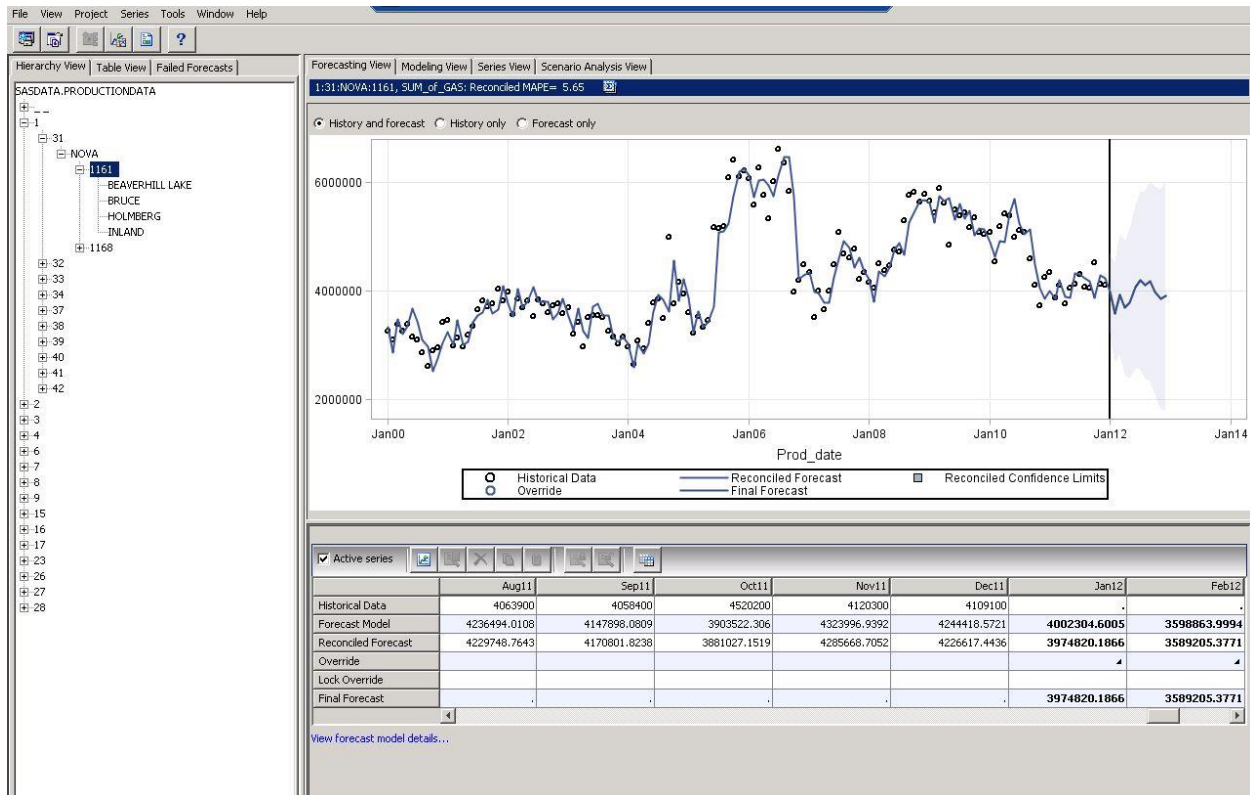 File View Project Series Tools Window Help
?
Hierarchy View Table View Failed Forecasts
SASDATA.PRODUCTIONDATA
_ _
1
31
NOVA
1161
BEAVERHILL LAKE
BRUCE
HOLMBERG
INLAND
1168
32
33
34
37
38
39
40
41
42
2
3
4
6
7
8
9
15
16
17
23
26
27
28
Forecasting View Modeling View Series View Scenario Analysis View
1:31:NOVA:1161, SUM_of_GAS: Reconciled MAPE= 5.65
History and forecast History only Forecast only
6000000
4000000
2000000
Jan00 Jan02 Jan04 Jan06 Jan08 Jan10 Jan12 Jan14
Prod_date
Historical Data Reconciled Forecast Reconciled Confidence Limits
Override Final Forecast
Active series
Aug11 Sep11 Oct11 Nov11 Dec11 Jan12 Feb12
Historical Data 4063900 4058400 4520200 4120300 4109100 . .
Forecast Model 4236494.0108 4147898.0809 3903522.306 4323996.9392 4244418.5721 4002304.6005 3598863.9994
Reconciled Forecast 4229748.7643 4170801.8238 3881027.1519 4285668.7052 4226617.4436 3974820.1866 3589205.3771
Override
Lock Override
Final Forecast . . . . . 3974820.1866 3589205.3771
View forecast model details...